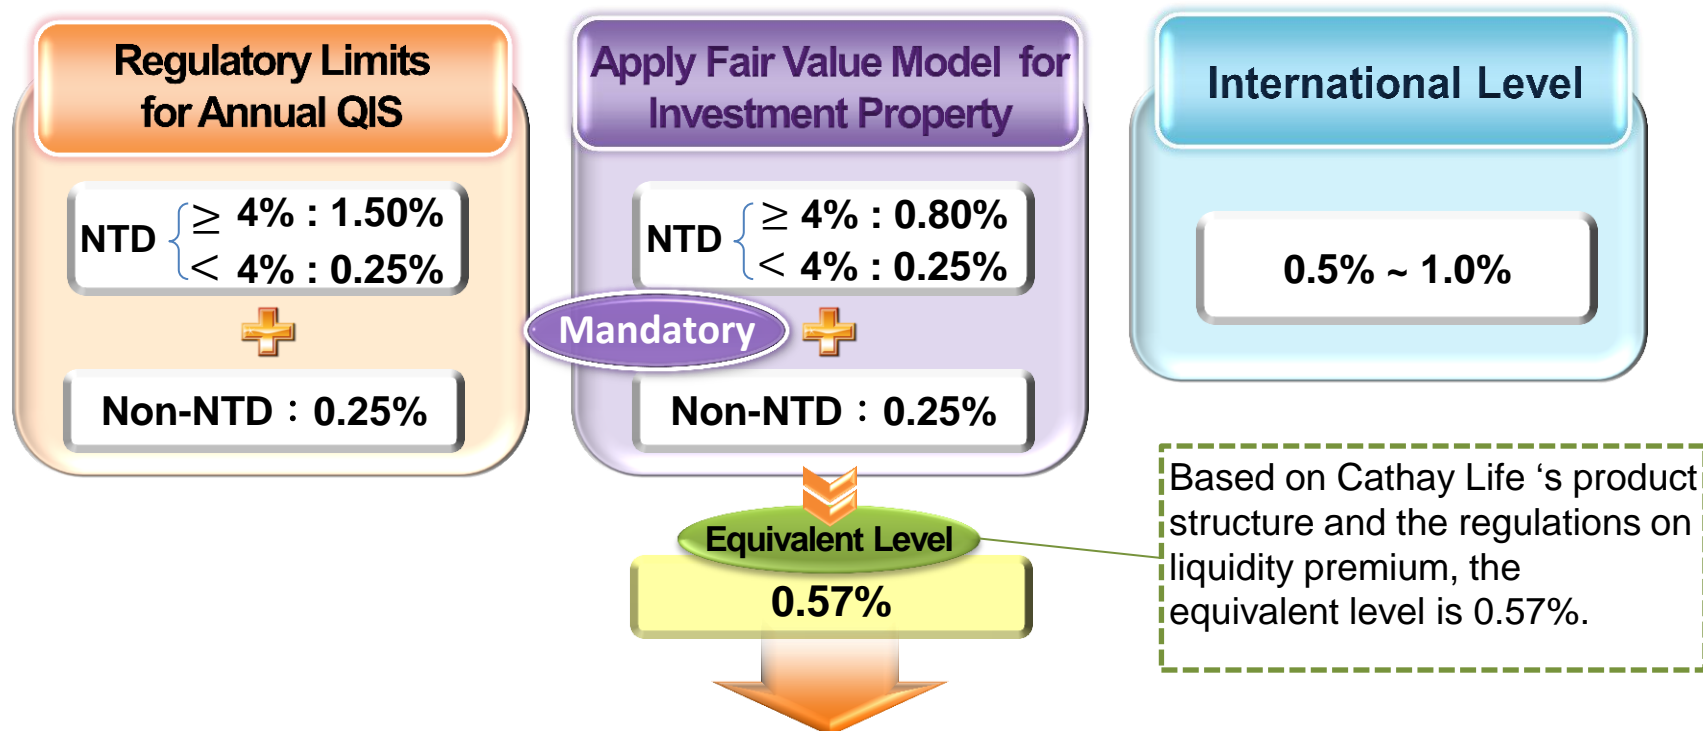 Regulatory Limits
for Annual QIS
NTD
≥ 4% : 1.50%
< 4% : 0.25%
Non-NTD：0.25%
Apply Fair Value Model for
Investment Property
NTD
≥ 4% : 0.80%
< 4% : 0.25%
Mandatory
Non-NTD：0.25%
Equivalent Level
0.57%
International Level
0.5% ~ 1.0%
Based on Cathay Life ‘s product
structure and the regulations on
liquidity premium, the
equivalent level is 0.57%.